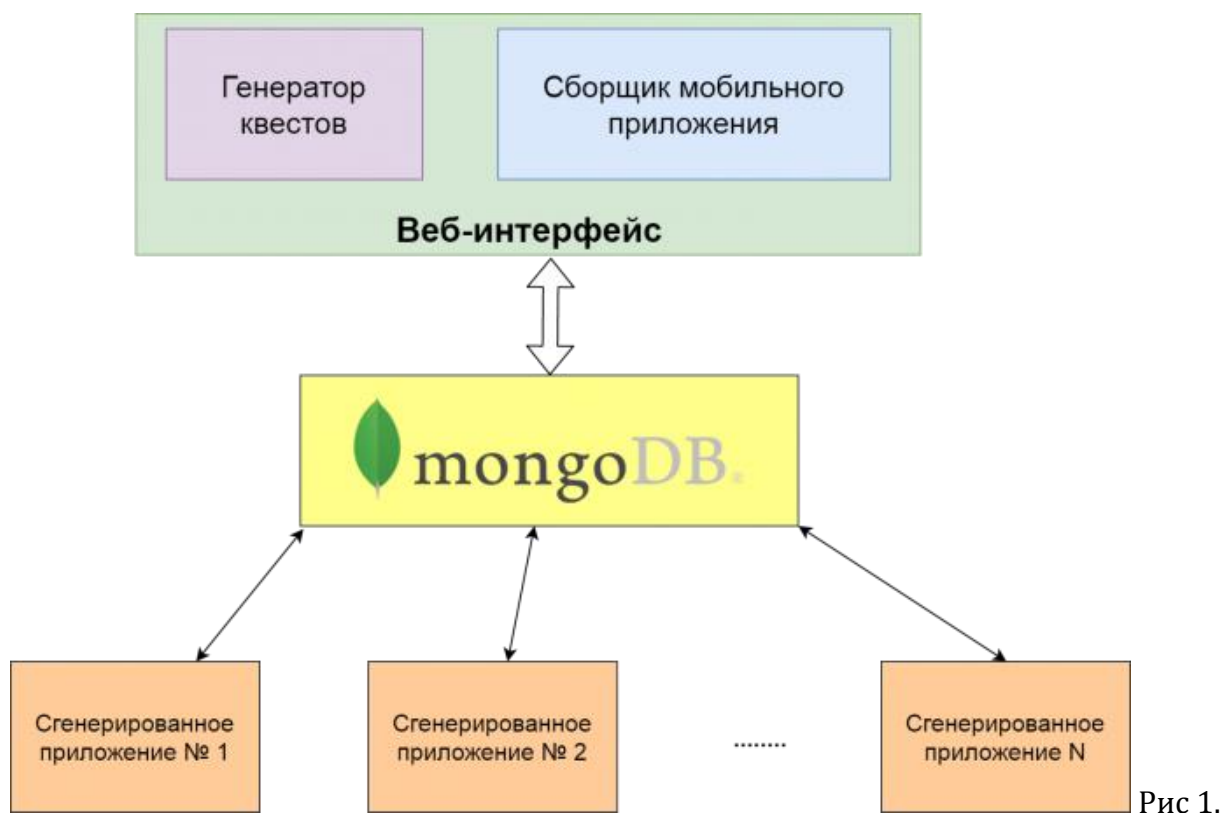 Генератор
квестов
Сборщик мобильного
приложения
Веб-интерфейс
mongoDB.
Сгенерированное
приложение № 1
Сгенерированное
приложение № 2
........
Сгенерированное
приложение N
Рис 1.